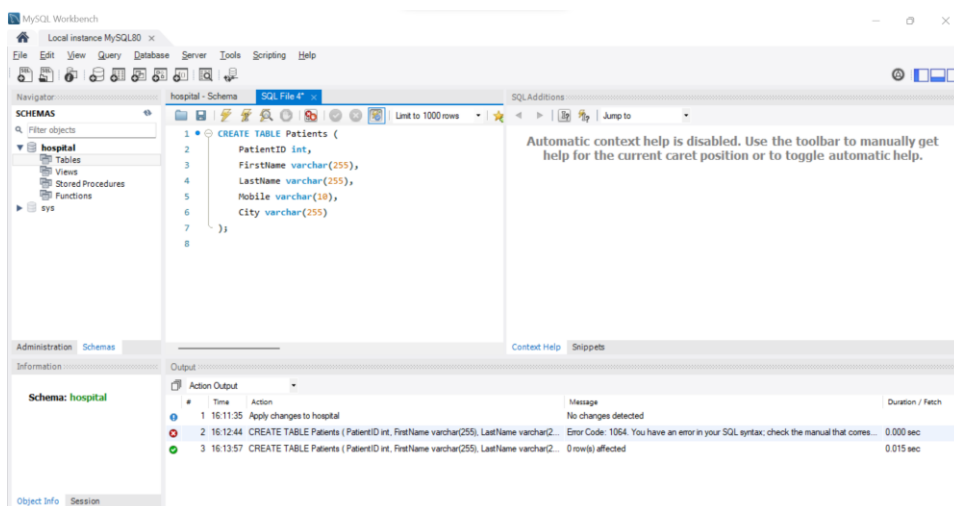 MySQL Workbench
Local instance MySQL80 ×
File Edit View Query Database Server Tools Scripting Help
Navigator
SCHEMAS
Filter objects
hospital
Tables
Views
Stored Procedures
Functions
sys
Administration Schemas
Information
Schema: hospital
Object Info Session
hospital - Schema SQL File 4* ×
Limit to 1000 rows
1 CREATE TABLE Patients (
2 PatientID int,
3 FirstName varchar(255),
4 LastName varchar(255),
5 Mobile varchar(10),
6 City varchar(255)
7 );
8
SQLAdditions
Jump to
Automatic context help is disabled. Use the toolbar to manually get
help for the current caret position or to toggle automatic help.
Context Help Snippets
Output
Action Output
# Time Action Message Duration / Fetch
1 16:11:35 Apply changes to hospital No changes detected
2 16:12:44 CREATE TABLE Patients ( PatientID int, FirstName varchar(255), LastName varchar(2... Error Code: 1064. You have an error in your SQL syntax; check the manual that corres... 0.000 sec
3 16:13:57 CREATE TABLE Patients ( PatientID int, FirstName varchar(255), LastName varchar(2... 0 row(s) affected 0.015 sec